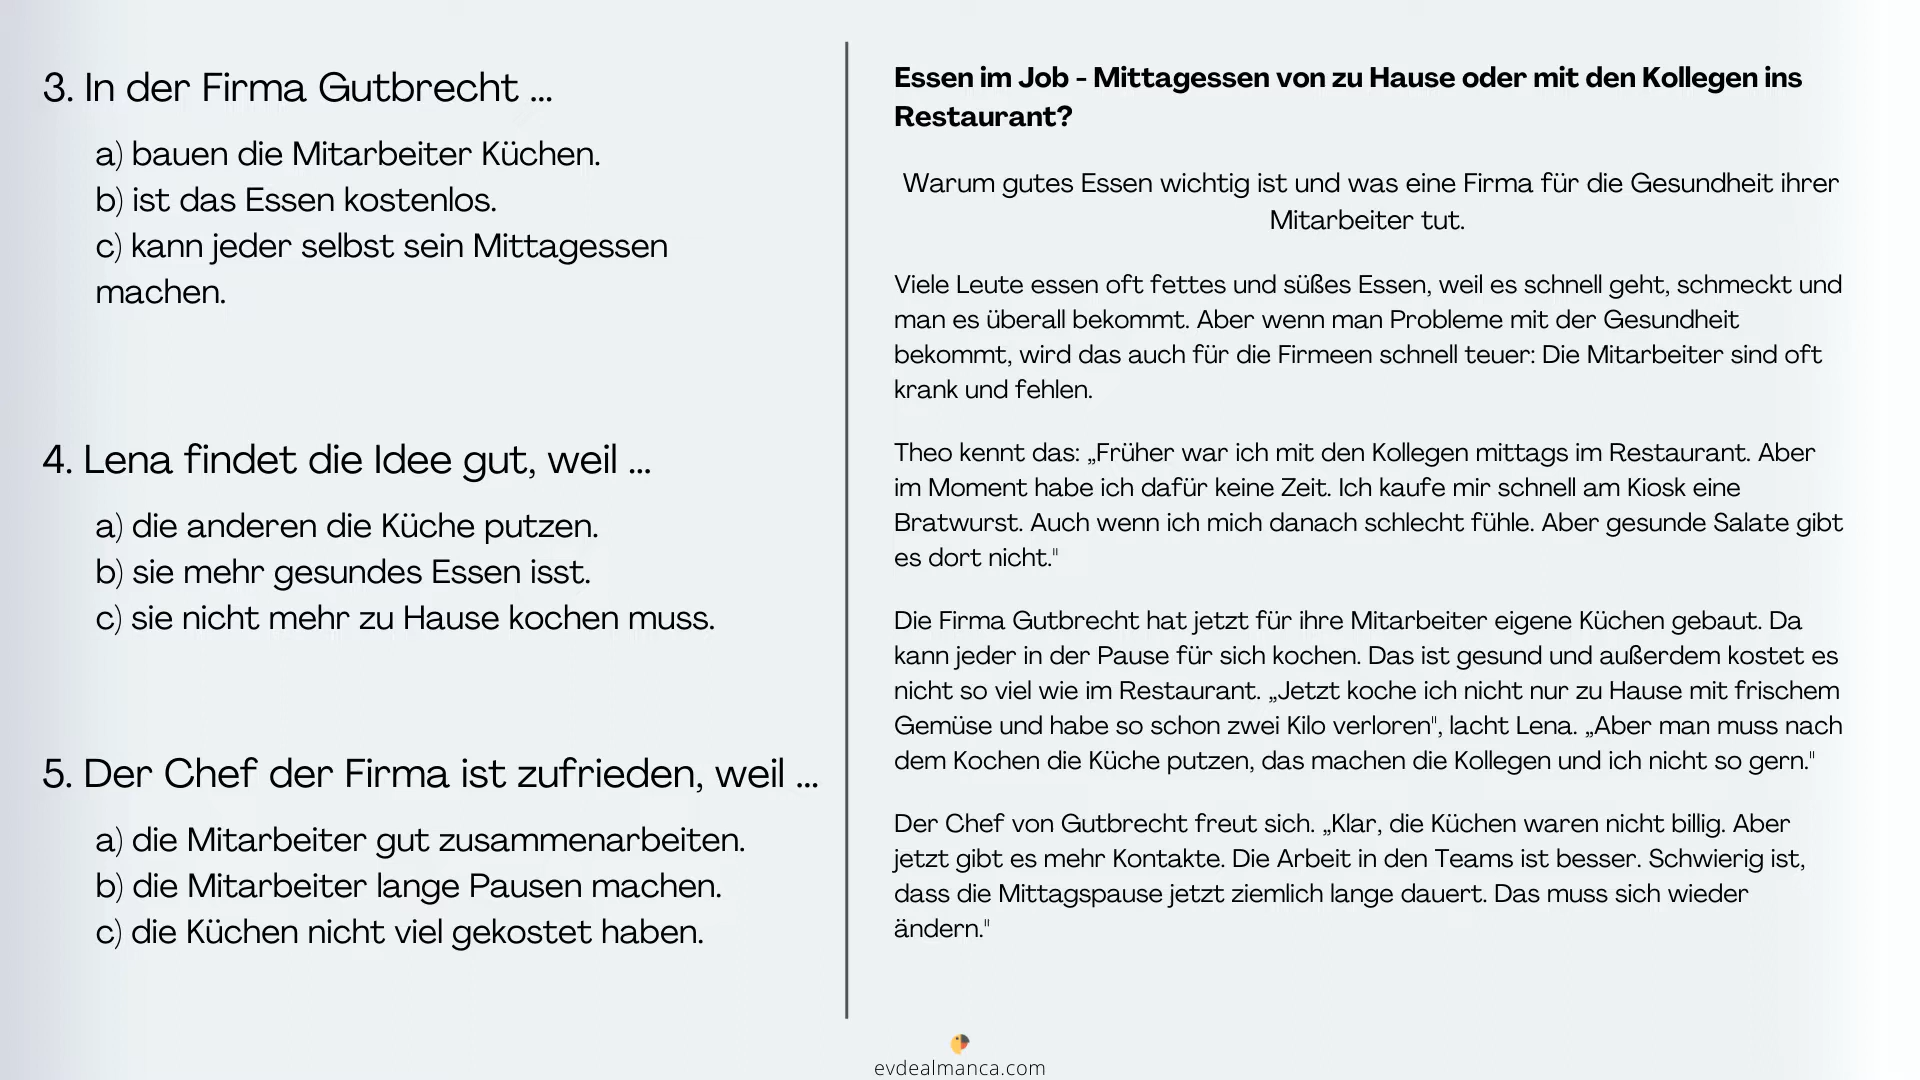 3. In der Firma Gutbrecht ...
a) bauen die Mitarbeiter Küchen.
b) ist das Essen kostenlos.
c) kann jeder selbst sein Mittagessen
machen.
4. Lena findet die Idee gut, weil ...
a) die anderen die Küche putzen.
b) sie mehr gesundes Essen isst.
c) sie nicht mehr zu Hause kochen muss.
5. Der Chef der Firma ist zufrieden, weil ...
a) die Mitarbeiter gut zusammenarbeiten.
b) die Mitarbeiter lange Pausen machen.
c) die Küchen nicht viel gekostet haben.
Essen im Job - Mittagessen von zu Hause oder mit den Kollegen ins
Restaurant?
Warum gutes Essen wichtig ist und was eine Firma für die Gesundheit ihrer
Mitarbeiter tut.
Viele Leute essen oft fettes und süßes Essen, weil es schnell geht, schmeckt und
man es überall bekommt. Aber wenn man Probleme mit der Gesundheit
bekommt, wird das auch für die Firmeen schnell teuer: Die Mitarbeiter sind oft
krank und fehlen.
Theo kennt das: „Früher war ich mit den Kollegen mittags im Restaurant. Aber
im Moment habe ich dafür keine Zeit. Ich kaufe mir schnell am Kiosk eine
Bratwurst. Auch wenn ich mich danach schlecht fühle. Aber gesunde Salate gibt
es dort nicht."
Die Firma Gutbrecht hat jetzt für ihre Mitarbeiter eigene Küchen gebaut. Da
kann jeder in der Pause für sich kochen. Das ist gesund und außerdem kostet es
nicht so viel wie im Restaurant. „Jetzt koche ich nicht nur zu Hause mit frischem
Gemüse und habe so schon zwei Kilo verloren", lacht Lena. „Aber man muss nach
dem Kochen die Küche putzen, das machen die Kollegen und ich nicht so gern."
Der Chef von Gutbrecht freut sich. „Klar, die Küchen waren nicht billig. Aber
jetzt gibt es mehr Kontakte. Die Arbeit in den Teams ist besser. Schwierig ist,
dass die Mittagspause jetzt ziemlich lange dauert. Das muss sich wieder
ändern."
evdealmanca.com